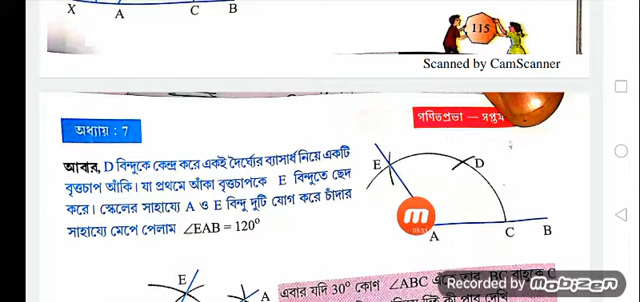 X A C B
115
Scanned by CamScanner
অধ্যায় : 7
গণিতপ্রভা — সপ্তম
আবার, D বিন্দুকে কেন্দ্র করে একই দৈর্ঘ্যের ব্যাসার্ধ নিয়ে একটি
বৃত্তচাপ আঁকি। যা প্রথমে আঁকা বৃত্তচাপকে E বিন্দুতে ছেদ
করে। স্কেলের সাহায্যে A ও E বিন্দু দুটি যোগ করে চাঁদার
সাহায্যে মেপে পেলাম ∠EAB = 120°
E D
A C B
E
A
এবার যদি 30° কোণ ∠ABC
BC বাহুকে C
Recorded by mobizen